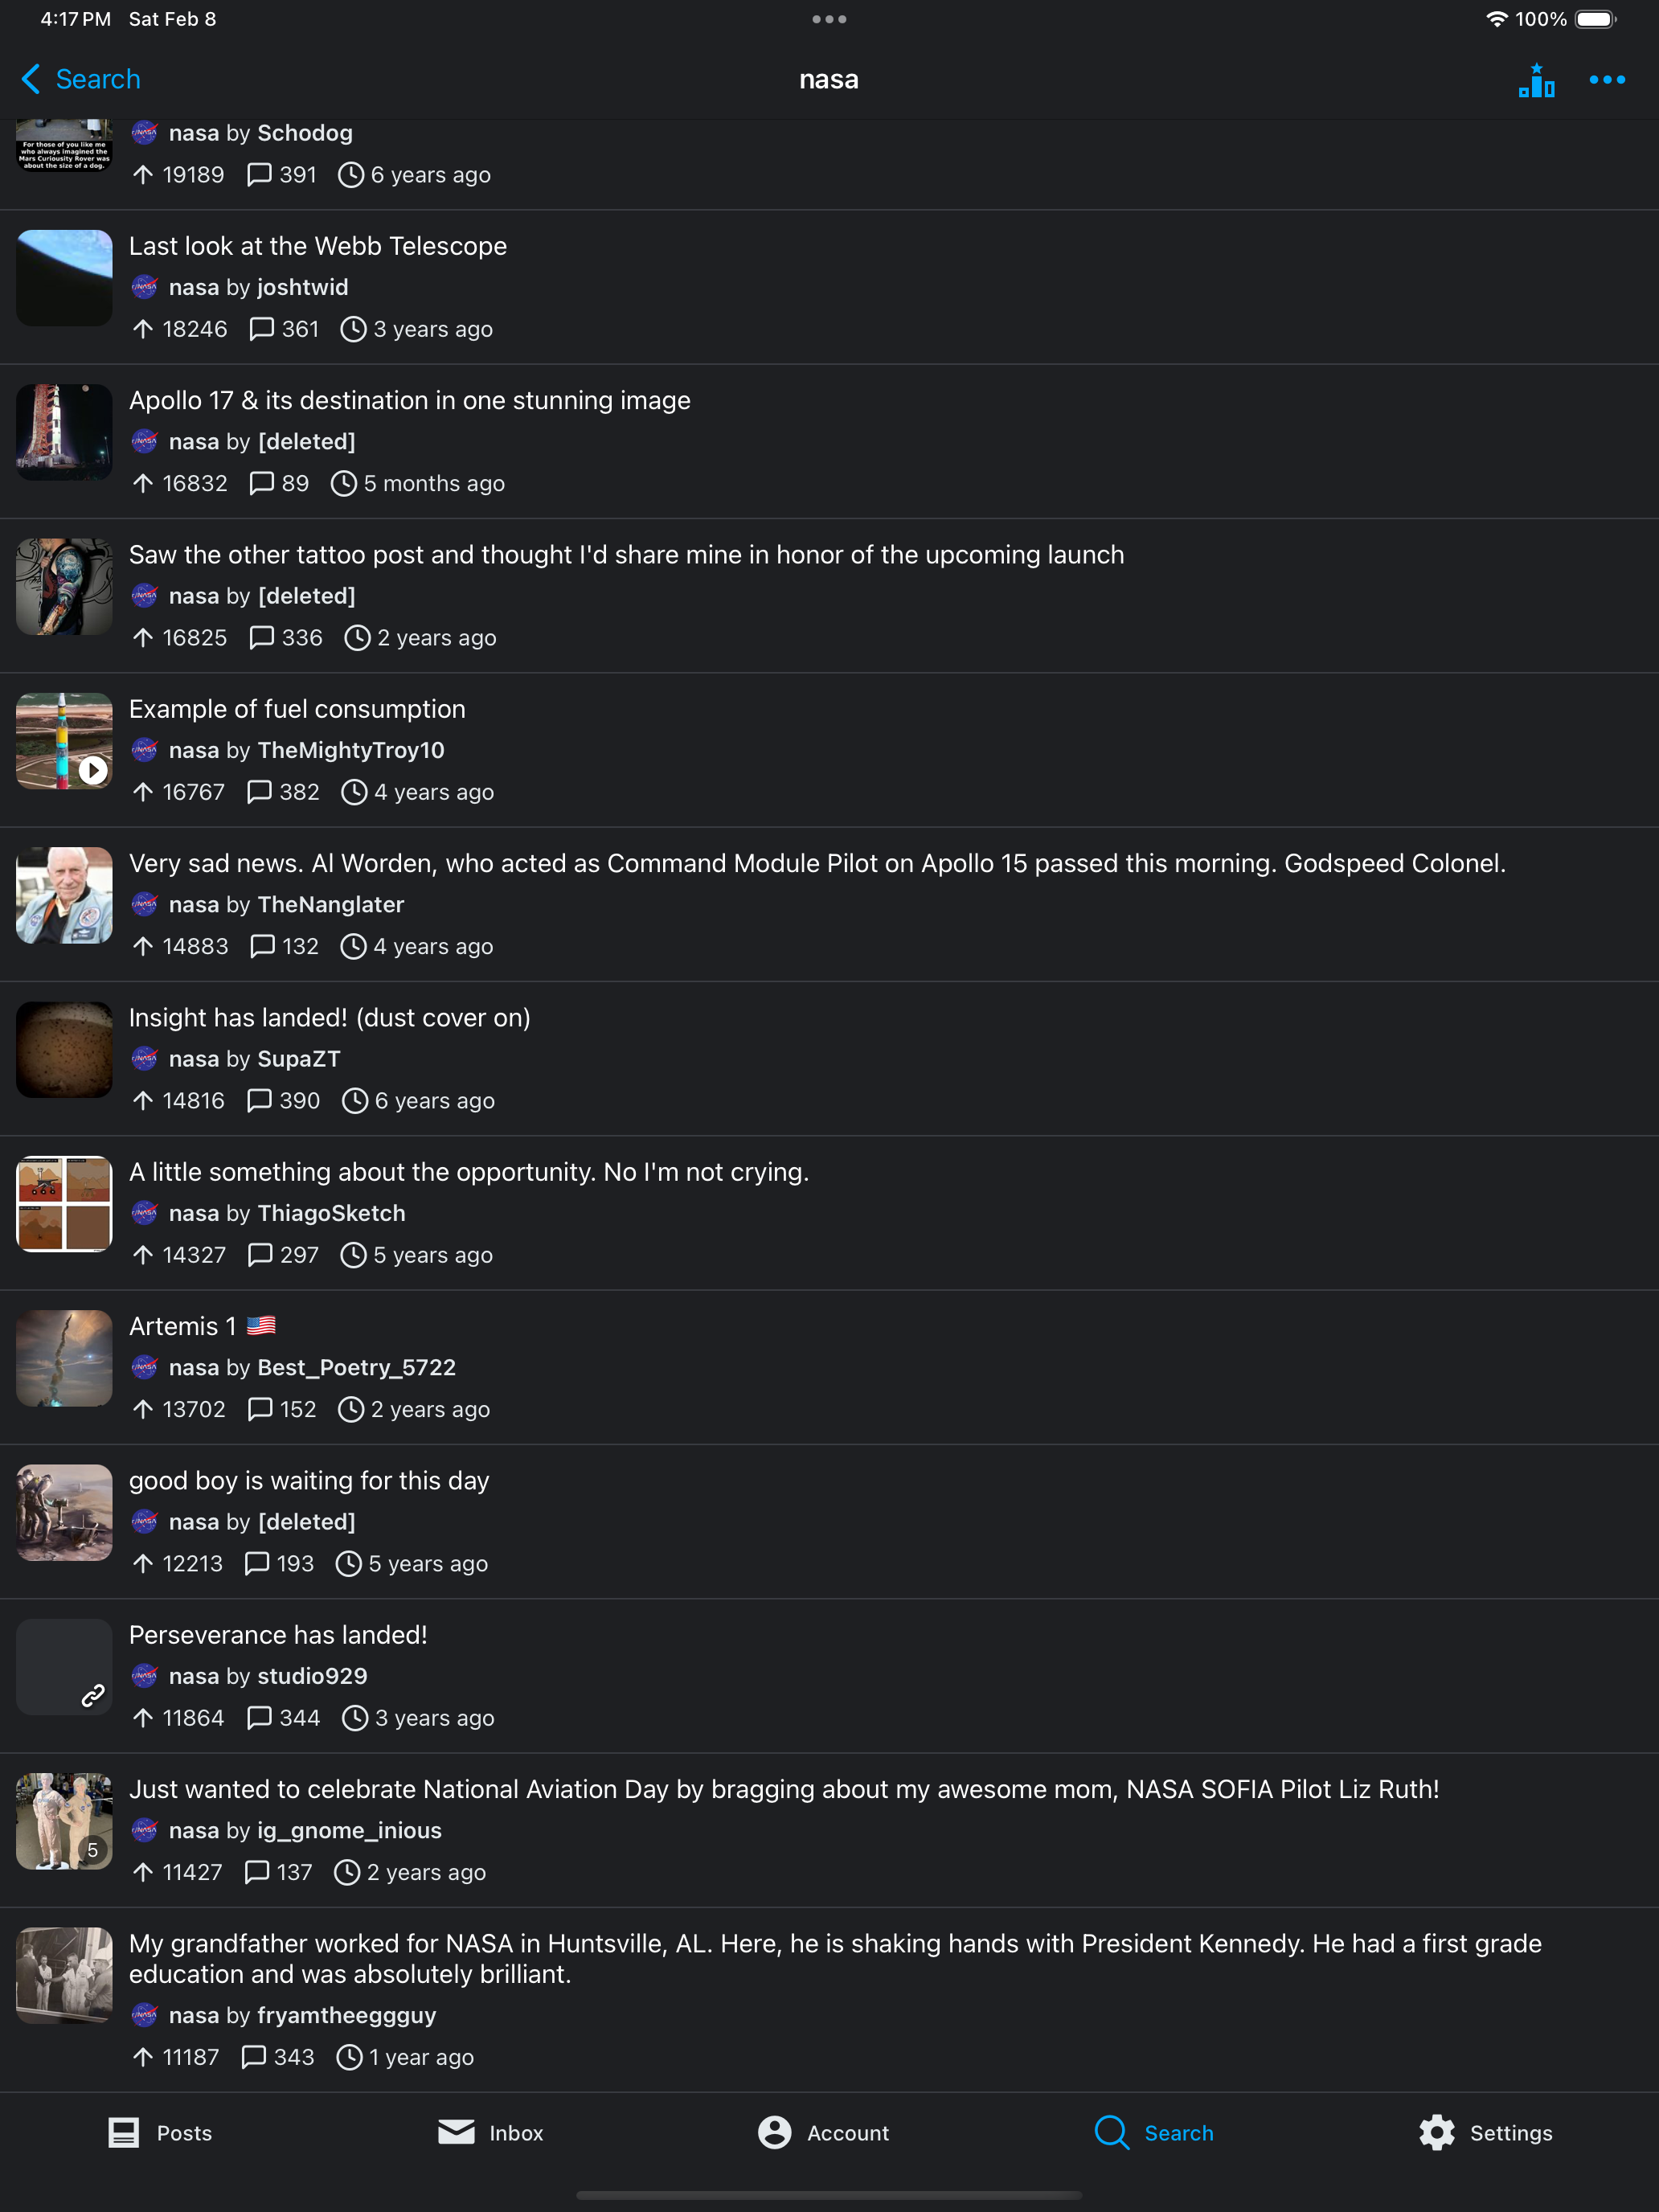 4:17 PM Sat Feb 8
100%
Search
nasa
For those of you like me
who always imagined the
Mars Curiousity Rover was
about the size of a dog.
nasa by Schodog
19189 391 6 years ago
Last look at the Webb Telescope
nasa by joshtwid
18246 361 3 years ago
Apollo 17 & its destination in one stunning image
nasa by [deleted]
16832 89 5 months ago
Saw the other tattoo post and thought I'd share mine in honor of the upcoming launch
nasa by [deleted]
16825 336 2 years ago
Example of fuel consumption
nasa by TheMightyTroy10
16767 382 4 years ago
Very sad news. Al Worden, who acted as Command Module Pilot on Apollo 15 passed this morning. Godspeed Colonel.
nasa by TheNanglater
14883 132 4 years ago
Insight has landed! (dust cover on)
nasa by SupaZT
14816 390 6 years ago
A little something about the opportunity. No I'm not crying.
nasa by ThiagoSketch
14327 297 5 years ago
Artemis 1 🇺🇸
nasa by Best_Poetry_5722
13702 152 2 years ago
good boy is waiting for this day
nasa by [deleted]
12213 193 5 years ago
Perseverance has landed!
nasa by studio929
11864 344 3 years ago
Just wanted to celebrate National Aviation Day by bragging about my awesome mom, NASA SOFIA Pilot Liz Ruth!
5
nasa by ig_gnome_inious
11427 137 2 years ago
My grandfather worked for NASA in Huntsville, AL. Here, he is shaking hands with President Kennedy. He had a first grade
education and was absolutely brilliant.
nasa by fryamtheeggguy
11187 343 1 year ago
Posts
Inbox
Account
Search
Settings